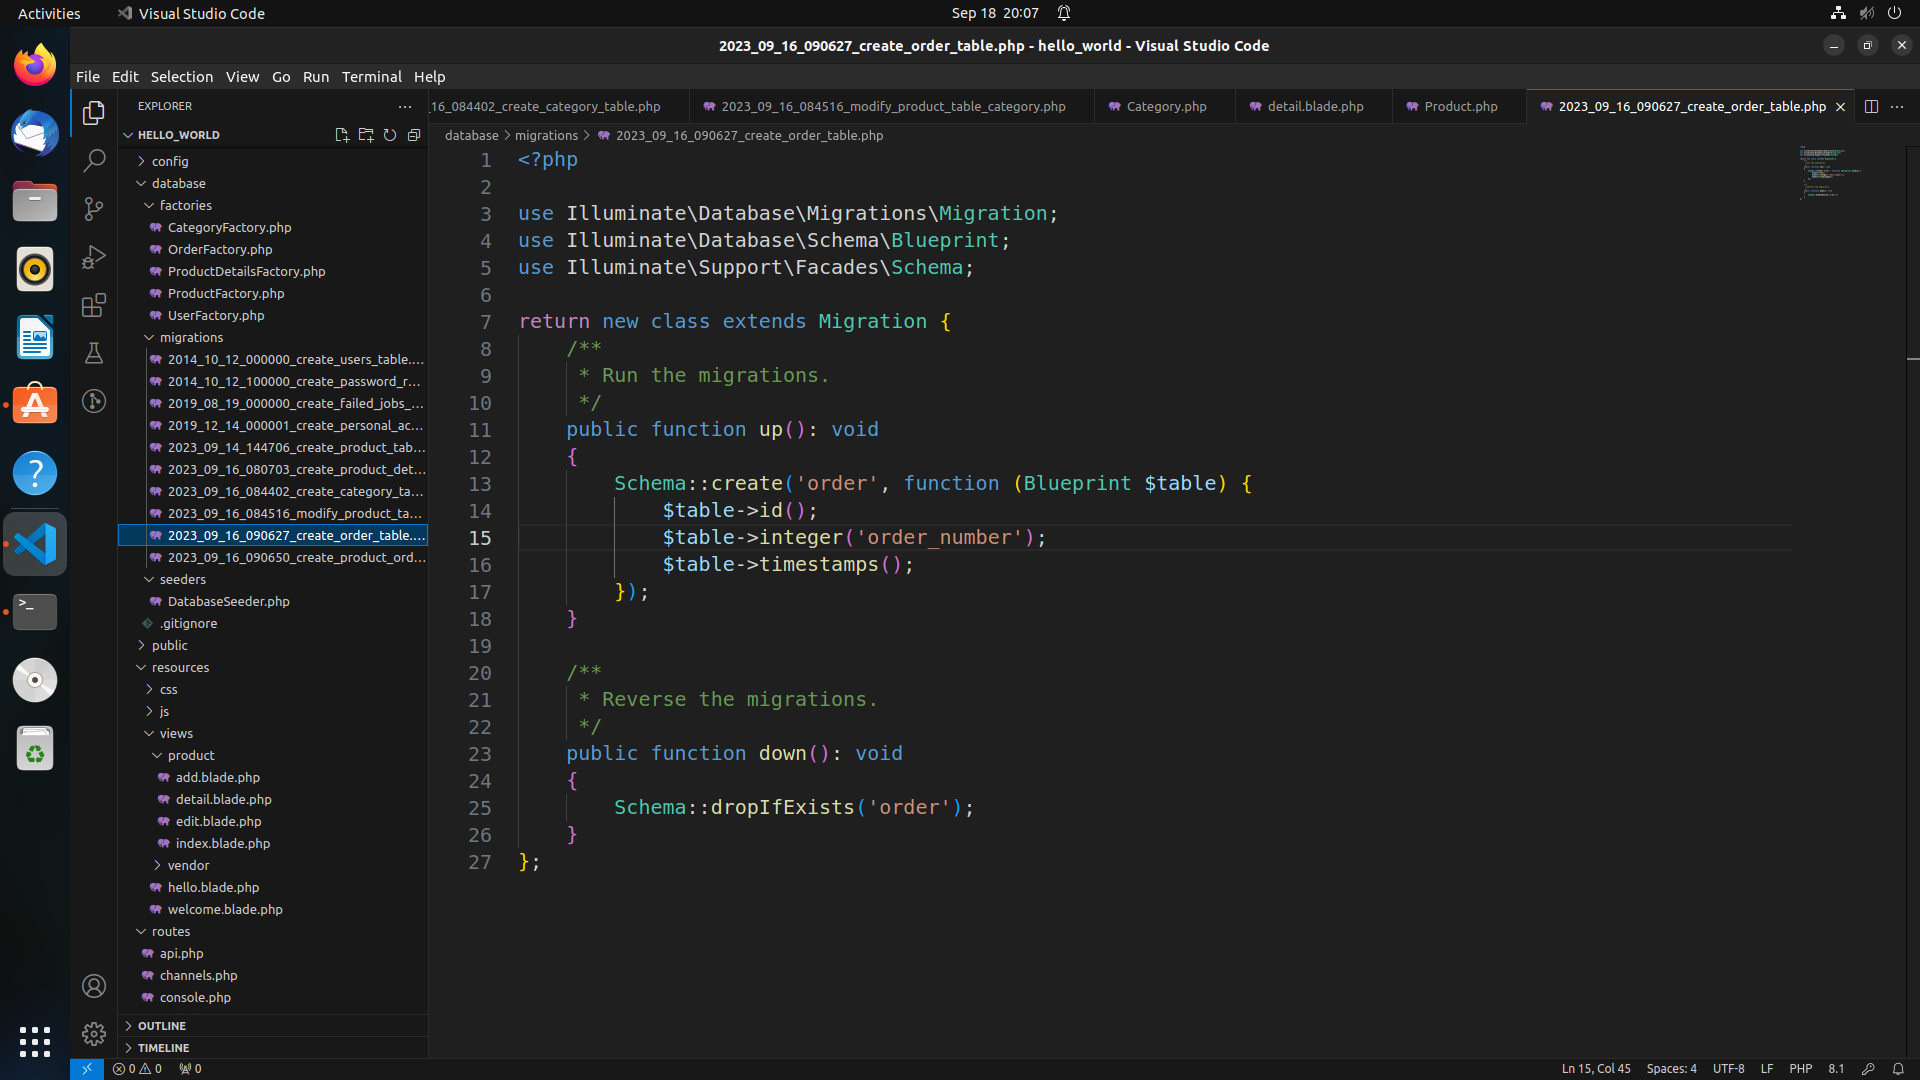 Activities
Visual Studio Code
Sep 18 20:07
2023_09_16_090627_create_order_table.php - hello_world - Visual Studio Code
File Edit Selection View Go Run Terminal Help
EXPLORER
HELLO_WORLD
config
database
factories
CategoryFactory.php
OrderFactory.php
ProductDetailsFactory.php
ProductFactory.php
UserFactory.php
migrations
2014_10_12_000000_create_users_table....
2014_10_12_100000_create_password_r...
2019_08_19_000000_create_failed_jobs_...
2019_12_14_000001_create_personal_ac...
2023_09_14_144706_create_product_tab...
2023_09_16_080703_create_product_det...
2023_09_16_084402_create_category_ta...
2023_09_16_084516_modify_product_ta...
2023_09_16_090627_create_order_table....
2023_09_16_090650_create_product_ord...
seeders
DatabaseSeeder.php
.gitignore
public
resources
css
js
views
product
add.blade.php
detail.blade.php
edit.blade.php
index.blade.php
vendor
hello.blade.php
welcome.blade.php
routes
api.php
channels.php
console.php
OUTLINE
TIMELINE
_16_084402_create_category_table.php
2023_09_16_084516_modify_product_table_category.php
Category.php
detail.blade.php
Product.php
2023_09_16_090627_create_order_table.php
database > migrations > 2023_09_16_090627_create_order_table.php
1 <?php
2
3 use Illuminate\Database\Migrations\Migration;
4 use Illuminate\Database\Schema\Blueprint;
5 use Illuminate\Support\Facades\Schema;
6
7 return new class extends Migration {
8 /**
9 * Run the migrations.
10 */
11 public function up(): void
12 {
13 Schema::create('order', function (Blueprint $table) {
14 $table->id();
15 $table->integer('order_number');
16 $table->timestamps();
17 });
18 }
19
20 /**
21 * Reverse the migrations.
22 */
23 public function down(): void
24 {
25 Schema::dropIfExists('order');
26 }
27 };
0 0 0
Ln 15, Col 45 Spaces: 4 UTF-8 LF PHP 8.1